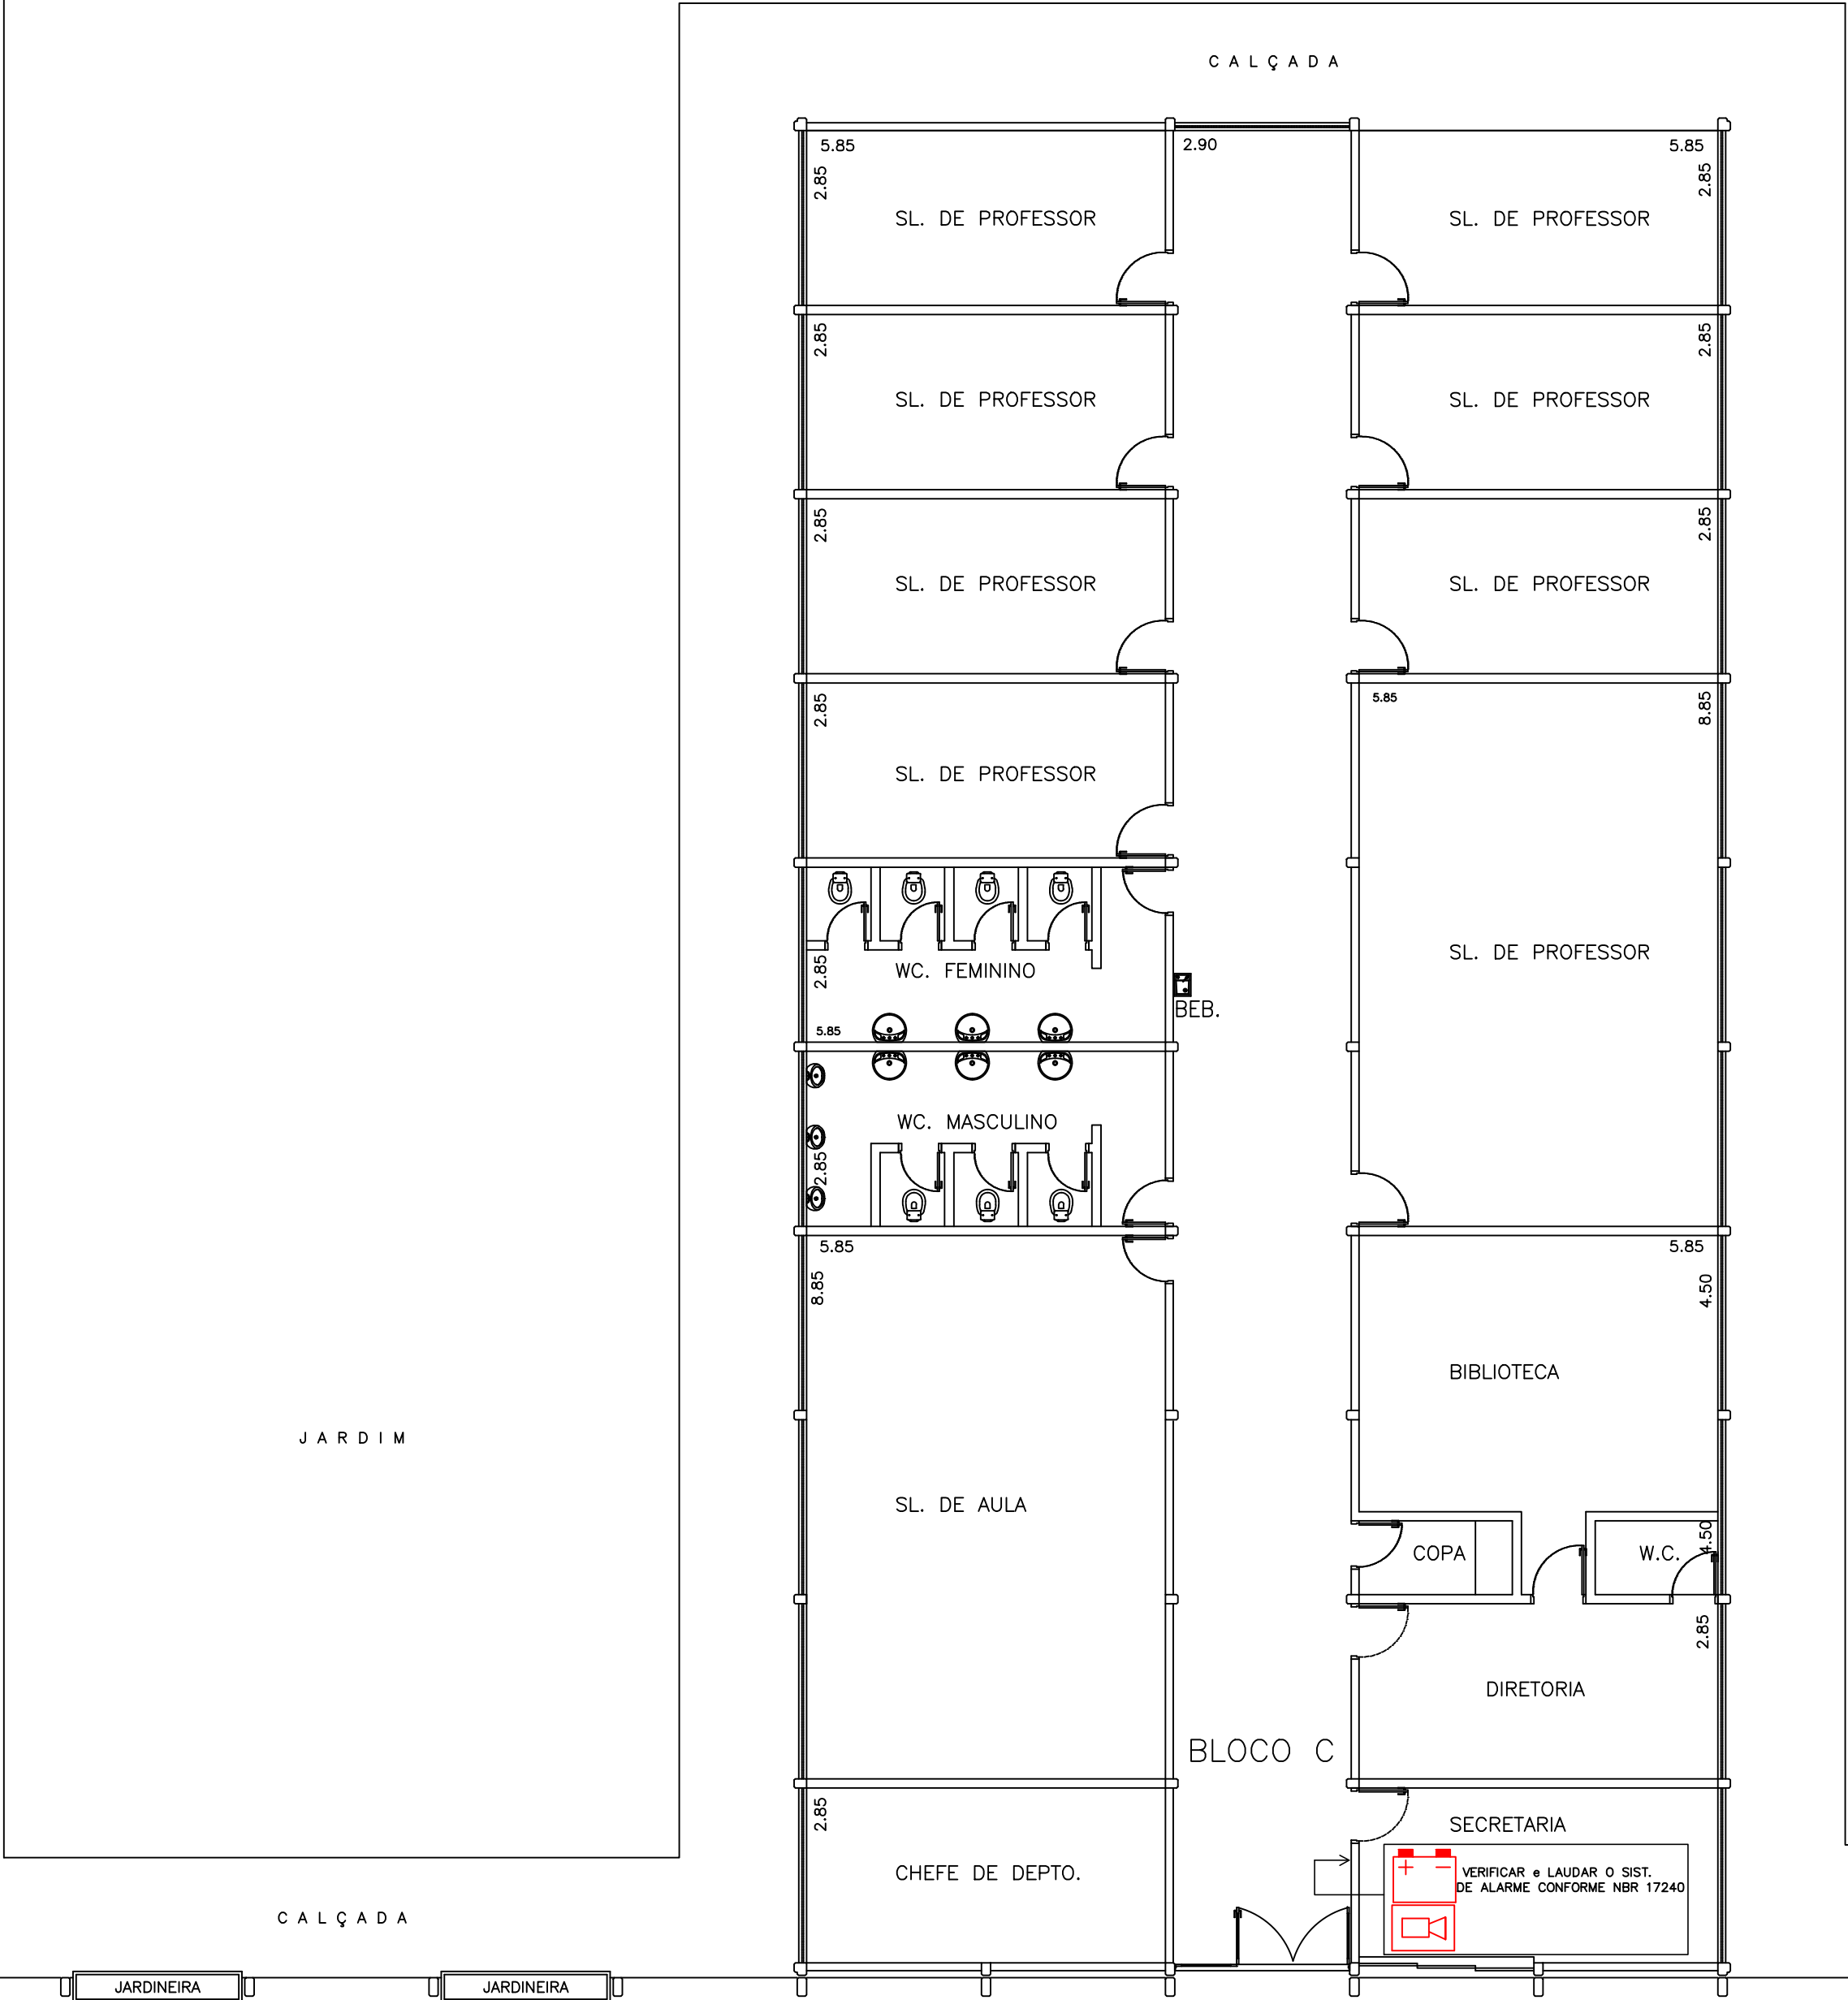 C A L Ç A D A
5.85
2.90
5.85
2.85
2.85
SL. DE PROFESSOR
SL. DE PROFESSOR
2.85
2.85
SL. DE PROFESSOR
SL. DE PROFESSOR
2.85
2.85
SL. DE PROFESSOR
SL. DE PROFESSOR
2.85
5.85
8.85
SL. DE PROFESSOR
SL. DE PROFESSOR
2.85
WC. FEMININO
BEB.
5.85
WC. MASCULINO
2.85
5.85
5.85
8.85
4.50
BIBLIOTECA
J A R D I M
SL. DE AULA
4.50
COPA
W.C.
2.85
DIRETORIA
BLOCO C
2.85
SECRETARIA
CHEFE DE DEPTO.
+ −
VERIFICAR e LAUDAR O SIST.
DE ALARME CONFORME NBR 17240
C A L Ç A D A
JARDINEIRA
JARDINEIRA